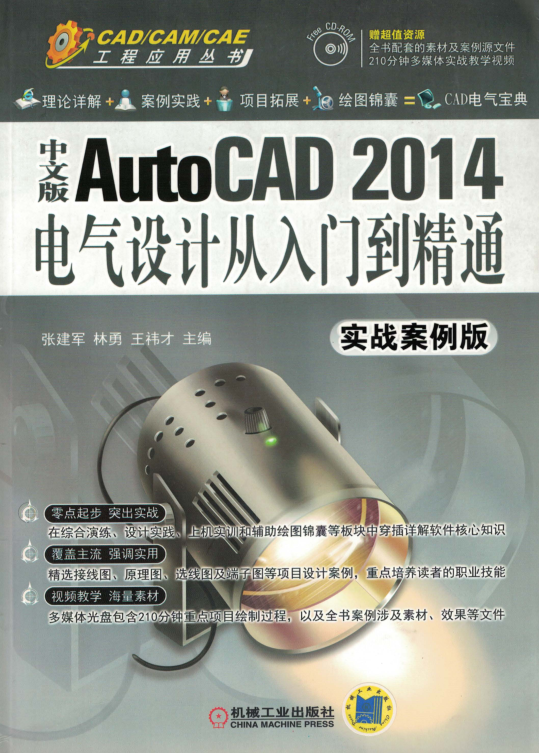 CAD/CAM/CAE
工程应用丛书
Free CD-ROM
赠超值资源
全书配套的素材及案例源文件
210分钟多媒体实战教学视频
理论详解+案例实践+项目拓展+绘图锦囊=CAD电气宝典
中文版 AutoCAD 2014
电气设计从入门到精通
张建军 林勇 王祎才 主编
实战案例版
零点起步 突出实战
在综合演练、设计实践、上机实训和辅助绘图锦囊等板块中穿插详解软件核心知识
覆盖主流 强调实用
精选接线图、原理图、选线图及端子图等项目设计案例，重点培养读者的职业技能
视频教学 海量素材
多媒体光盘包含210分钟重点项目绘制过程，以及全书案例涉及素材、效果等文件
机械工业出版社
CHINA MACHINE PRESS